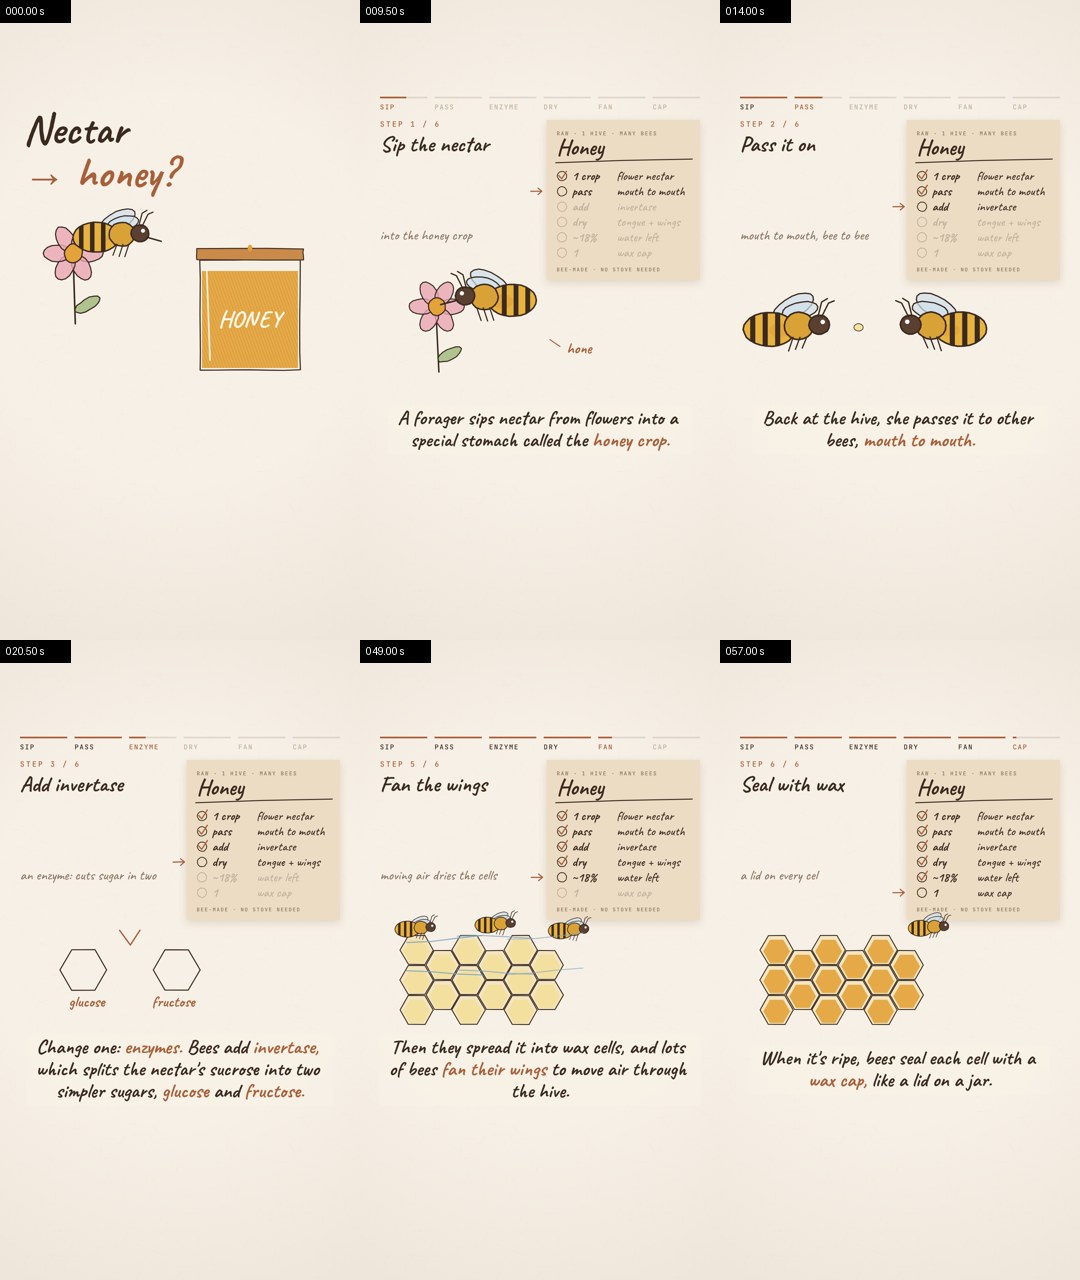 000.00 s
Nectar
→ honey?
HONEY
009.50 s
SIP PASS ENZYME DRY FAN CAP
STEP 1 / 6
Sip the nectar
into the honey crop
RAN · 1 HIVE · MANY BEES
Honey
1 crop flower nectar
pass mouth to mouth
add invertase
dry tongue + wings
~18% water left
1 wax cap
BEE-MADE · NO STOVE NEEDED
hone
A forager sips nectar from flowers into a
special stomach called the honey crop.
014.00 s
SIP PASS ENZYME DRY FAN CAP
STEP 2 / 6
Pass it on
mouth to mouth, bee to bee
RAN · 1 HIVE · MANY BEES
Honey
1 crop flower nectar
pass mouth to mouth
add invertase
dry tongue + wings
~18% water left
1 wax cap
BEE-MADE · NO STOVE NEEDED
Back at the hive, she passes it to other
bees, mouth to mouth.
020.50 s
SIP PASS ENZYME DRY FAN CAP
STEP 3 / 6
Add invertase
an enzyme: cuts sugar in two
RAN · 1 HIVE · MANY BEES
Honey
1 crop flower nectar
pass mouth to mouth
add invertase
dry tongue + wings
~18% water left
1 wax cap
BEE-MADE · NO STOVE NEEDED
glucose fructose
Change one: enzymes. Bees add invertase,
which splits the nectar's sucrose into two
simpler sugars, glucose and fructose.
049.00 s
SIP PASS ENZYME DRY FAN CAP
STEP 5 / 6
Fan the wings
moving air dries the cells
RAN · 1 HIVE · MANY BEES
Honey
1 crop flower nectar
pass mouth to mouth
add invertase
dry tongue + wings
~18% water left
1 wax cap
BEE-MADE · NO STOVE NEEDED
Then they spread it into wax cells, and lots
of bees fan their wings to move air through
the hive.
057.00 s
SIP PASS ENZYME DRY FAN CAP
STEP 6 / 6
Seal with wax
a lid on every cel
RAN · 1 HIVE · MANY BEES
Honey
1 crop flower nectar
pass mouth to mouth
add invertase
dry tongue + wings
~18% water left
1 wax cap
BEE-MADE · NO STOVE NEEDED
When it's ripe, bees seal each cell with a
wax cap, like a lid on a jar.